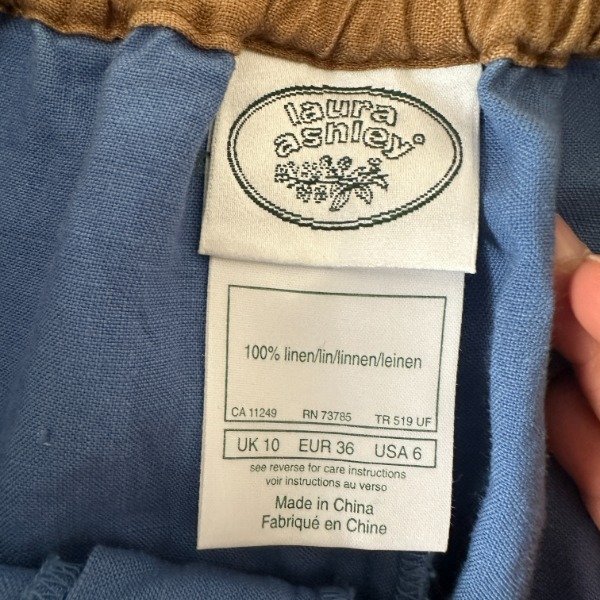 laura
ashley®
100% linen/lin/linnen/leinen
CA 11249 RN 73785 TR 519 UF
UK 10 EUR 36 USA 6
see reverse for care instructions
voir instructions au verso
Made in China
Fabriqué en Chine